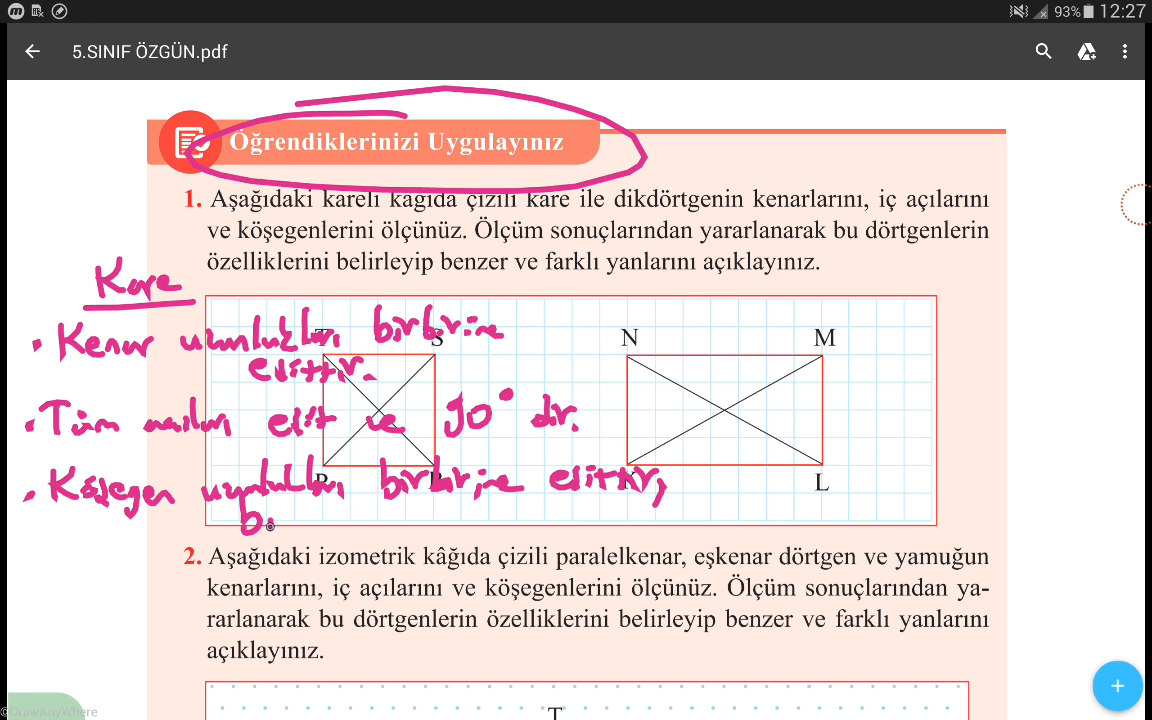 93% 12:27
5.SINIF ÖZGÜN.pdf
Öğrendiklerinizi Uygulayınız
1. Aşağıdaki kareli kâğıda çizili kare ile dikdörtgenin kenarlarını, iç açılarını
ve köşegenlerini ölçünüz. Ölçüm sonuçlarından yararlanarak bu dörtgenlerin
özelliklerini belirleyip benzer ve farklı yanlarını açıklayınız.
Kare
• Kenar uzunlukları birbirine
eşittir.
• Tüm açıları eşit ve 90° dir.
• Köşegen uzunlukları birbirine eşittir,
bi
T S N M
P R K L
2. Aşağıdaki izometrik kâğıda çizili paralelkenar, eşkenar dörtgen ve yamuğun
kenarlarını, iç açılarını ve köşegenlerini ölçünüz. Ölçüm sonuçlarından ya-
rarlanarak bu dörtgenlerin özelliklerini belirleyip benzer ve farklı yanlarını
açıklayınız.
T
©DrawAnyWhere